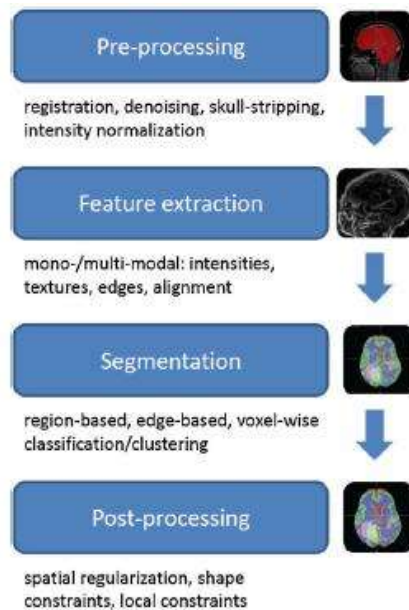 Pre-processing
registration, denoising, skull-stripping,
intensity normalization
Feature extraction
mono-/multi-modal: intensities,
textures, edges, alignment
Segmentation
region-based, edge-based, voxel-wise
classification/clustering
Post-processing
spatial regularization, shape
constraints, local constraints